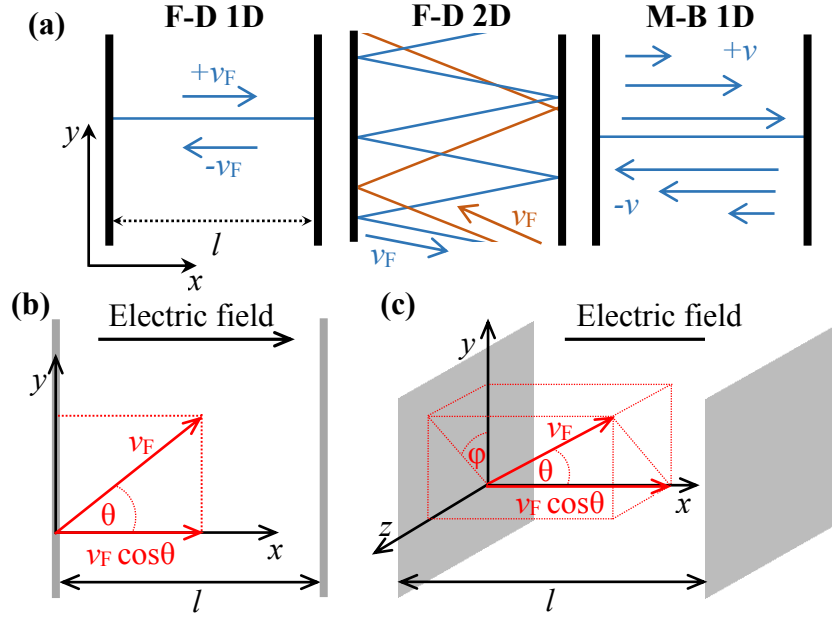 (a)
F-D 1D
F-D 2D
M-B 1D
+vF
-vF
y
l
x
vF
vF
+v
-v
(b)
Electric field
y
vF
θ
vF cosθ
x
l
(c)
Electric field
y
vF
φ
θ
vF cosθ
x
z
l